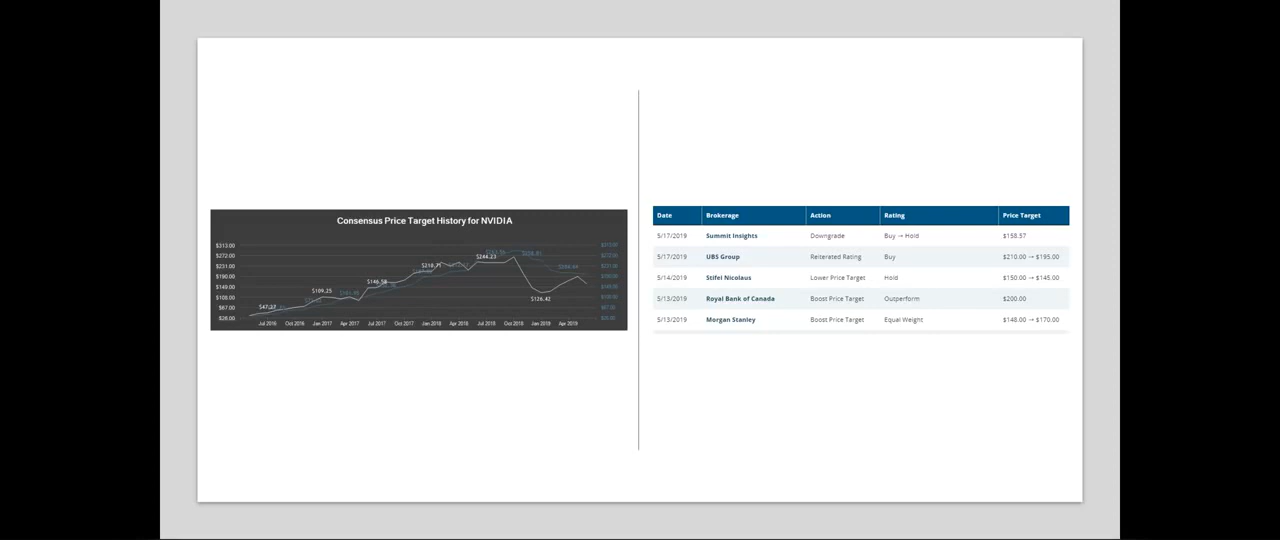 Consensus Price Target History for NVIDIA
$313.00
$272.00
$231.00
$190.00
$149.00
$108.00
$67.00
$26.00
$47.37
$109.25
$146.58
$244.33
$126.42
Jul 2016 Oct 2016 Jan 2017 Apr 2017 Jul 2017 Oct 2017 Jan 2018 Apr 2018 Jul 2018 Oct 2018 Jan 2019 Apr 2019
Date Brokerage Action Rating Price Target
5/17/2019 Summit Insights Downgrade Buy → Hold $158.57
5/17/2019 UBS Group Reiterated Rating Buy $210.00 → $195.00
5/14/2019 Stifel Nicolaus Lower Price Target Hold $150.00 → $145.00
5/13/2019 Royal Bank of Canada Boost Price Target Outperform $200.00
5/13/2019 Morgan Stanley Boost Price Target Equal Weight $148.00 → $170.00